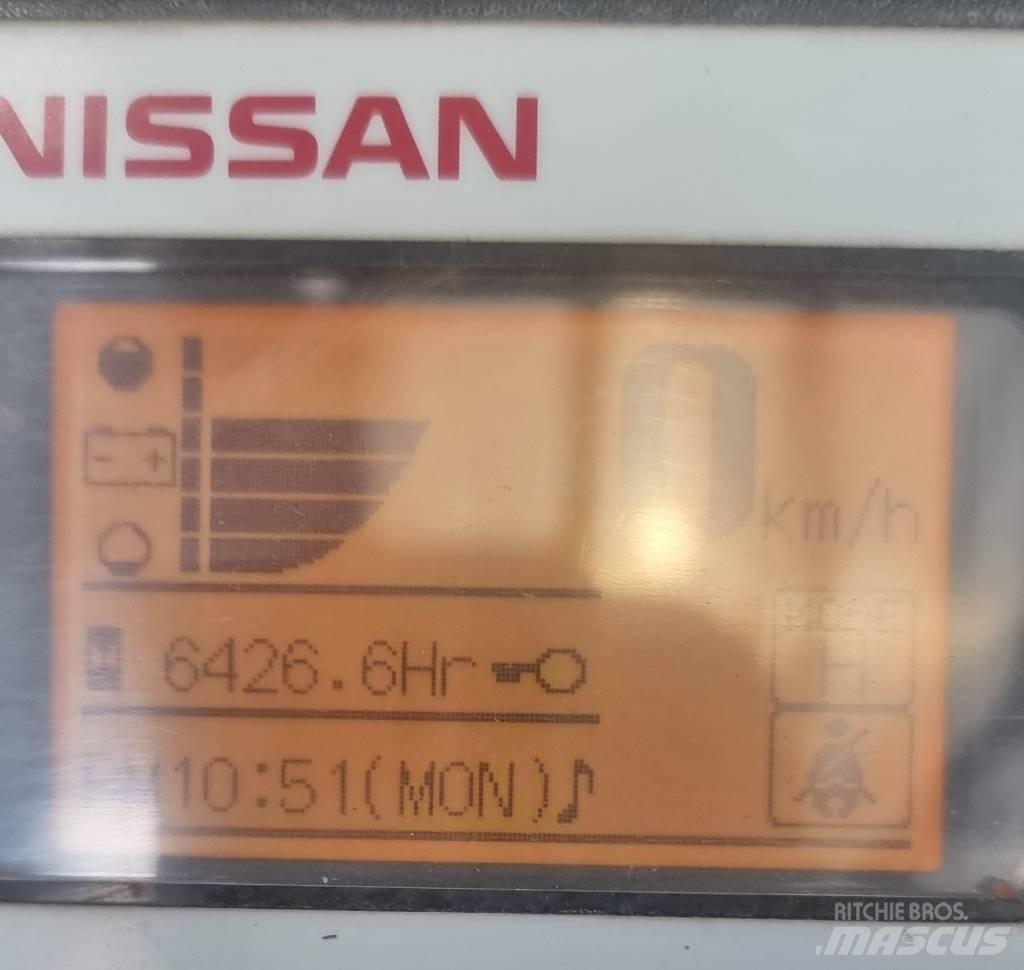 NISSAN
- +
0
km/h
6426.6Hr
H
10:51(MON)♪
RITCHIE BROS.
MASCUS